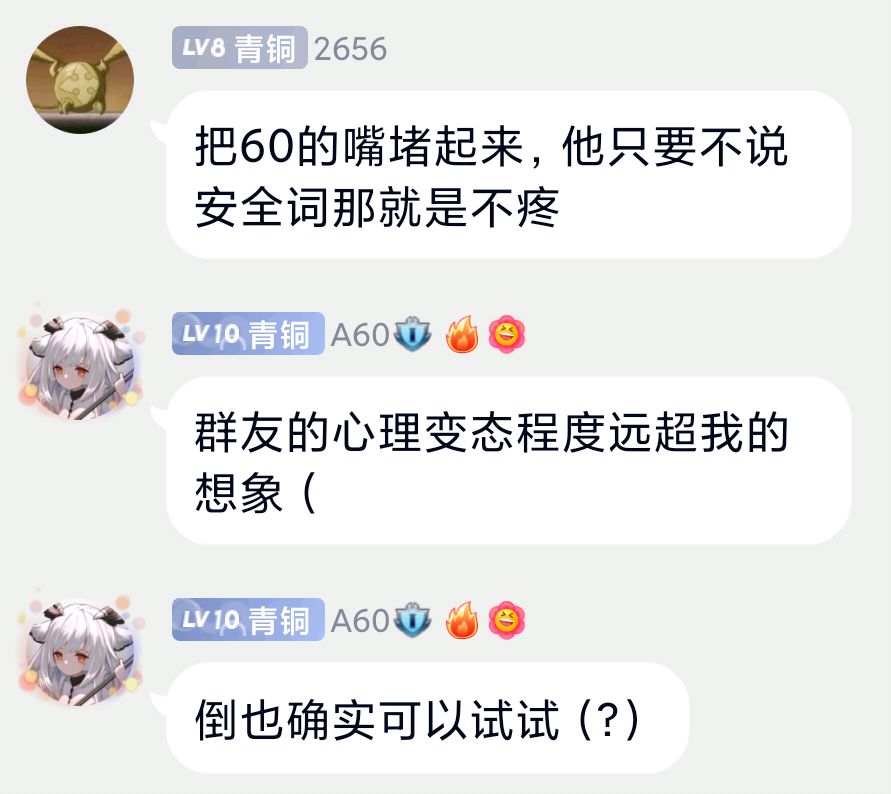 LV8 青铜 2656
把60的嘴堵起来，他只要不说
安全词那就是不疼
LV10 青铜 A60
群友的心理变态程度远超我的
想象（
LV10 青铜 A60
倒也确实可以试试（?）